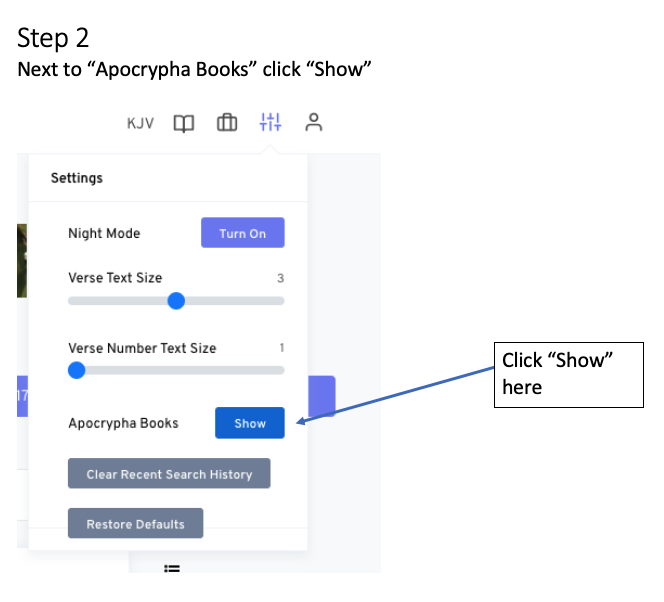 Step 2
Next to “Apocrypha Books” click “Show”
KJV
Settings
Night Mode
Turn On
Verse Text Size
3
Verse Number Text Size
1
Click “Show”
here
17
Apocrypha Books
Show
Clear Recent Search History
Restore Defaults